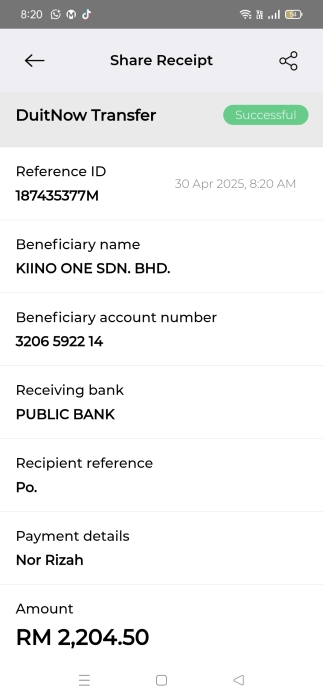 8:20
Share Receipt
DuitNow Transfer Successful
Reference ID
30 Apr 2025, 8:20 AM
187435377M
Beneficiary name
KIINO ONE SDN. BHD.
Beneficiary account number
3206 5922 14
Receiving bank
PUBLIC BANK
Recipient reference
Po.
Payment details
Nor Rizah
Amount
RM 2,204.50